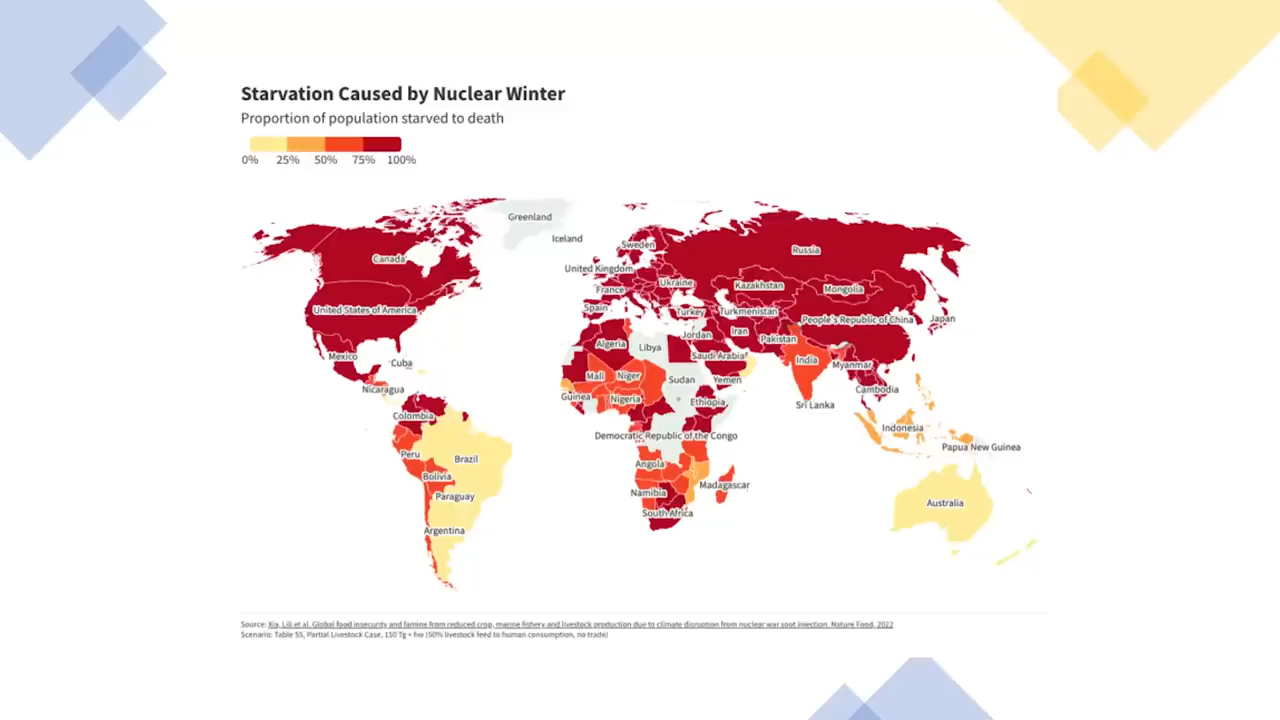 Starvation Caused by Nuclear Winter
Proportion of population starved to death
0% 25% 50% 75% 100%
Greenland
Iceland
Sweden
Russia
Canada
United Kingdom
Ukraine
Kazakhstan
Mongolia
France
Spain
United States of America
Turkey
Turkmenistan
People's Republic of China
Japan
Jordan
Iran
Pakistan
Algeria
Libya
Mexico
Saudi Arabia
India
Myanmar
Cuba
Mali
Niger
Sudan
Yemen
Nicaragua
Guinea
Nigeria
Ethiopia
Cambodia
Sri Lanka
Colombia
Indonesia
Democratic Republic of the Congo
Papua New Guinea
Peru
Brazil
Angola
Bolivia
Madagascar
Paraguay
Namibia
Australia
South Africa
Argentina
Source: Xia, Lili et al. Global food insecurity and famine from reduced crop, marine fishery and livestock production due to climate disruption from nuclear war soot injection. Nature Food, 2022
Scenario: Table S5, Partial Livestock Case, 150 Tg + hw (50% livestock feed to human consumption, no trade)